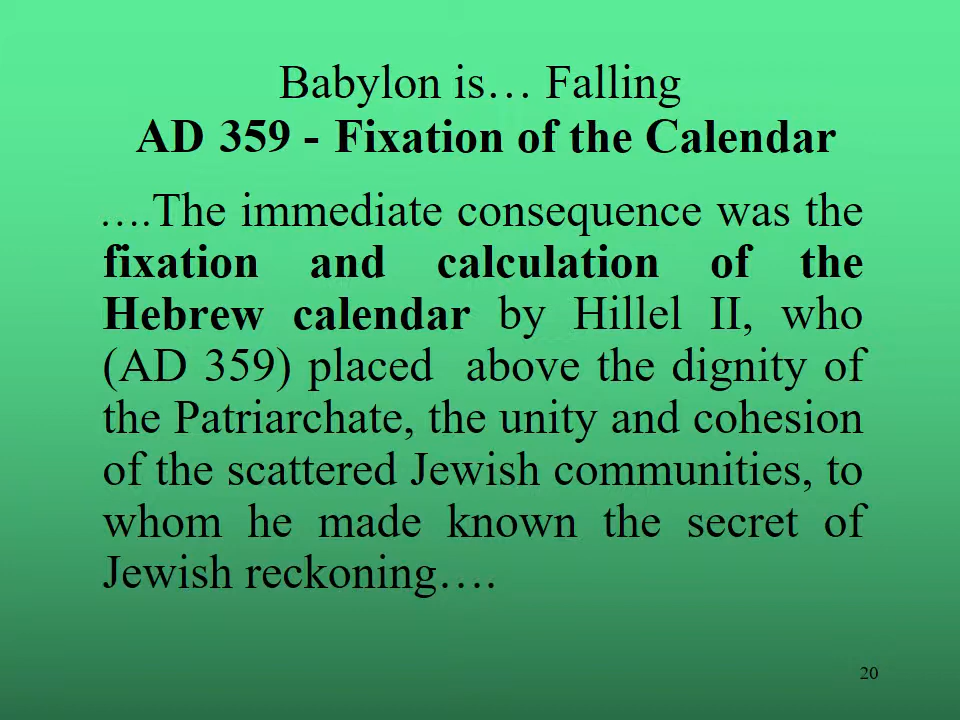 Babylon is… Falling
AD 359 - Fixation of the Calendar
….The immediate consequence was the
fixation and calculation of the
Hebrew calendar by Hillel II, who
(AD 359) placed  above the dignity of
the Patriarchate, the unity and cohesion
of the scattered Jewish communities, to
whom he made known the secret of
Jewish reckoning….
20